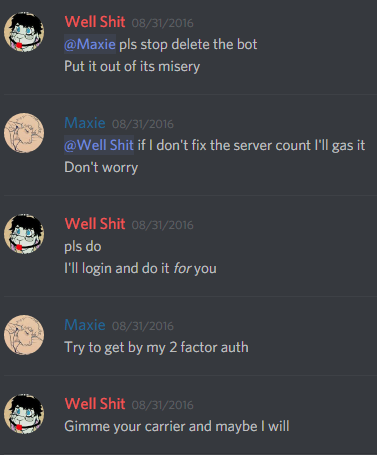 Well Shit 08/31/2016
@Maxie pls stop delete the bot
Put it out of its misery
Maxie 08/31/2016
@Well Shit if I don't fix the server count I'll gas it
Don't worry
Well Shit 08/31/2016
pls do
I'll login and do it for you
Maxie 08/31/2016
Try to get by my 2 factor auth
Well Shit 08/31/2016
Gimme your carrier and maybe I will